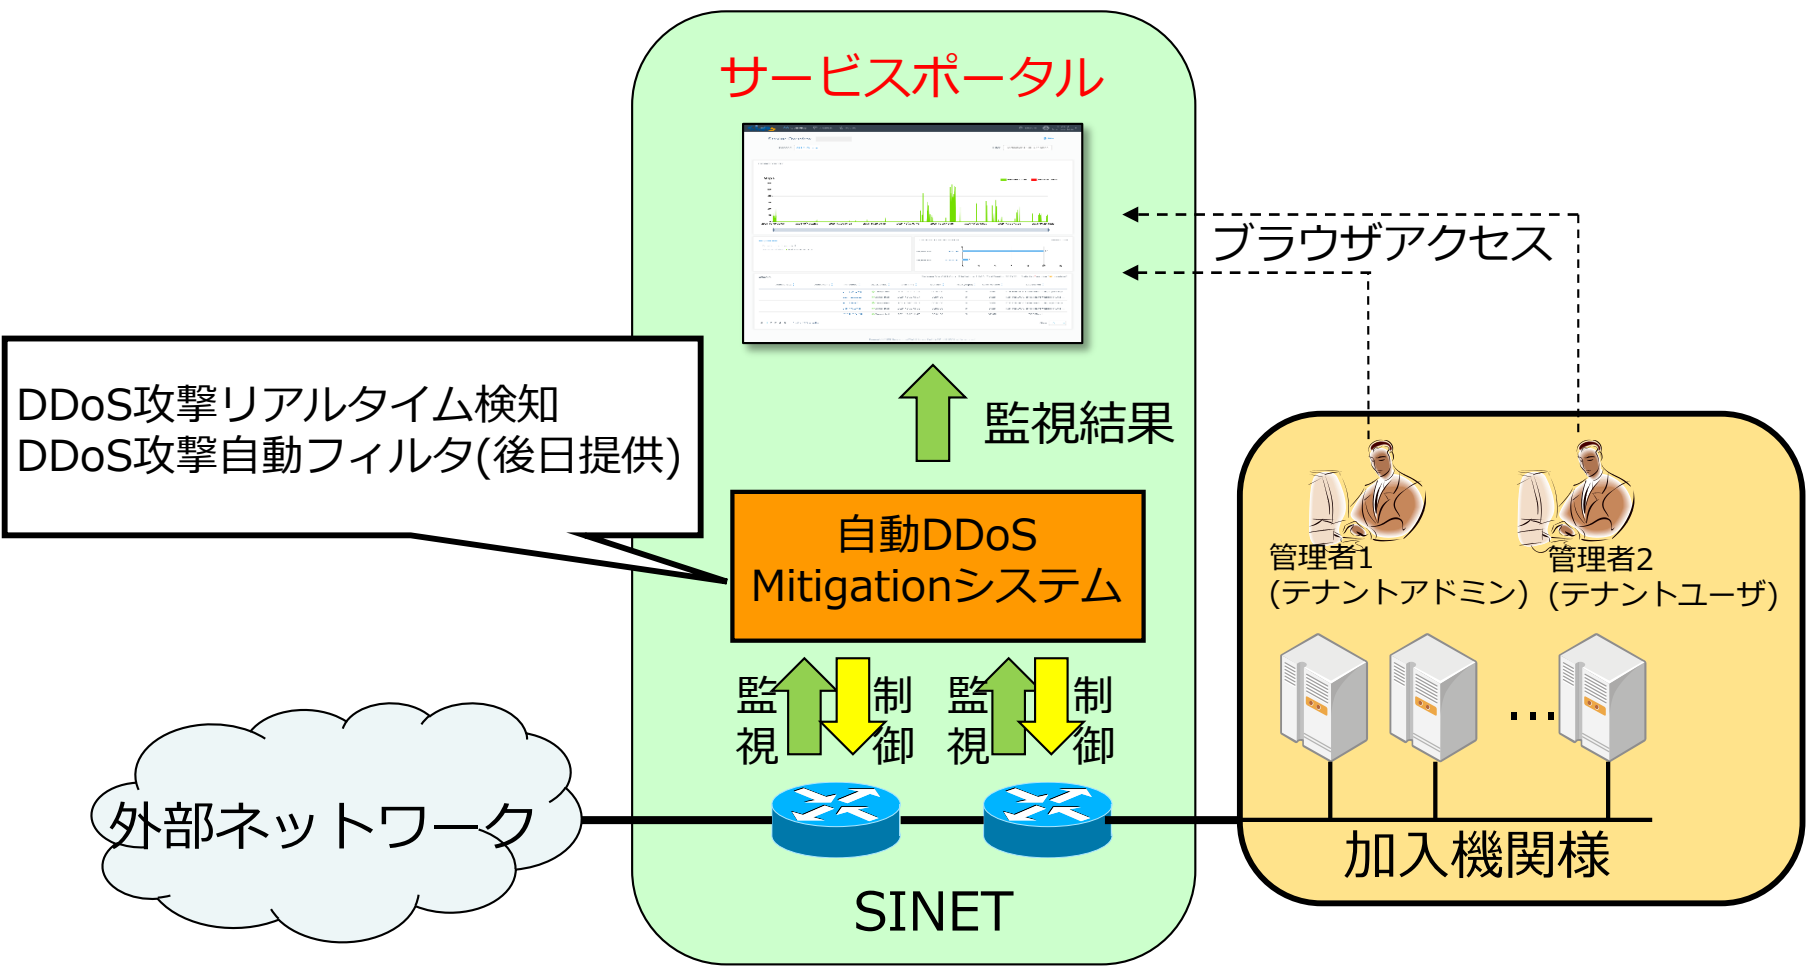 サービスポータル
ブラウザアクセス
DDoS攻撃リアルタイム検知
DDoS攻撃自動フィルタ(後日提供)
監視結果
自動DDoS
Mitigationシステム
管理者1
(テナントアドミン)
管理者2
(テナントユーザ)
監視
制御
監視
制御
...
外部ネットワーク
加入機関様
SINET